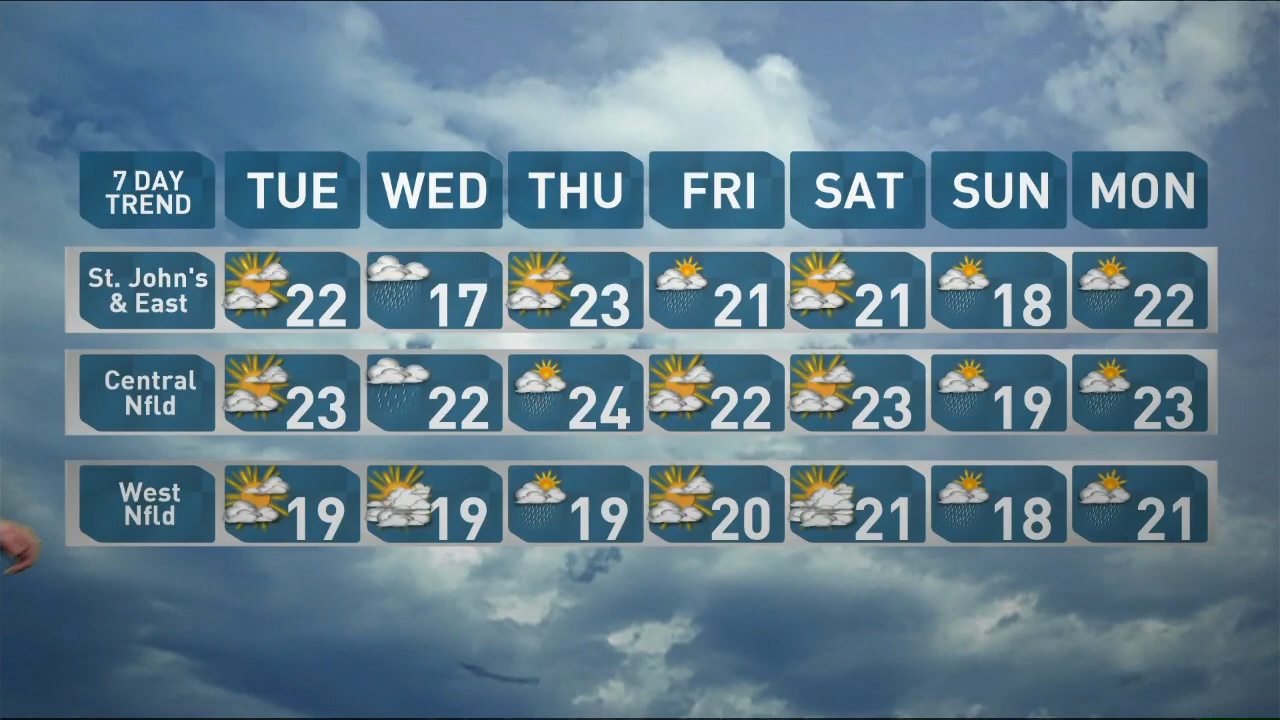 7 DAY TREND TUE WED THU FRI SAT SUN MON
St. John's & East 22 17 23 21 21 18 22
Central Nfld 23 22 24 22 23 19 23
West Nfld 19 19 19 20 21 18 21